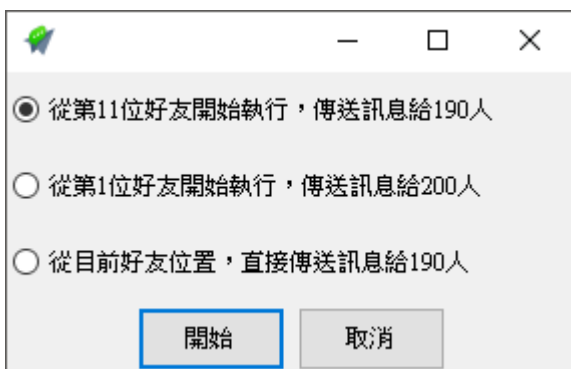 從第11位好友開始執行，傳送訊息給190人
從第1位好友開始執行，傳送訊息給200人
從目前好友位置，直接傳送訊息給190人
開始 取消